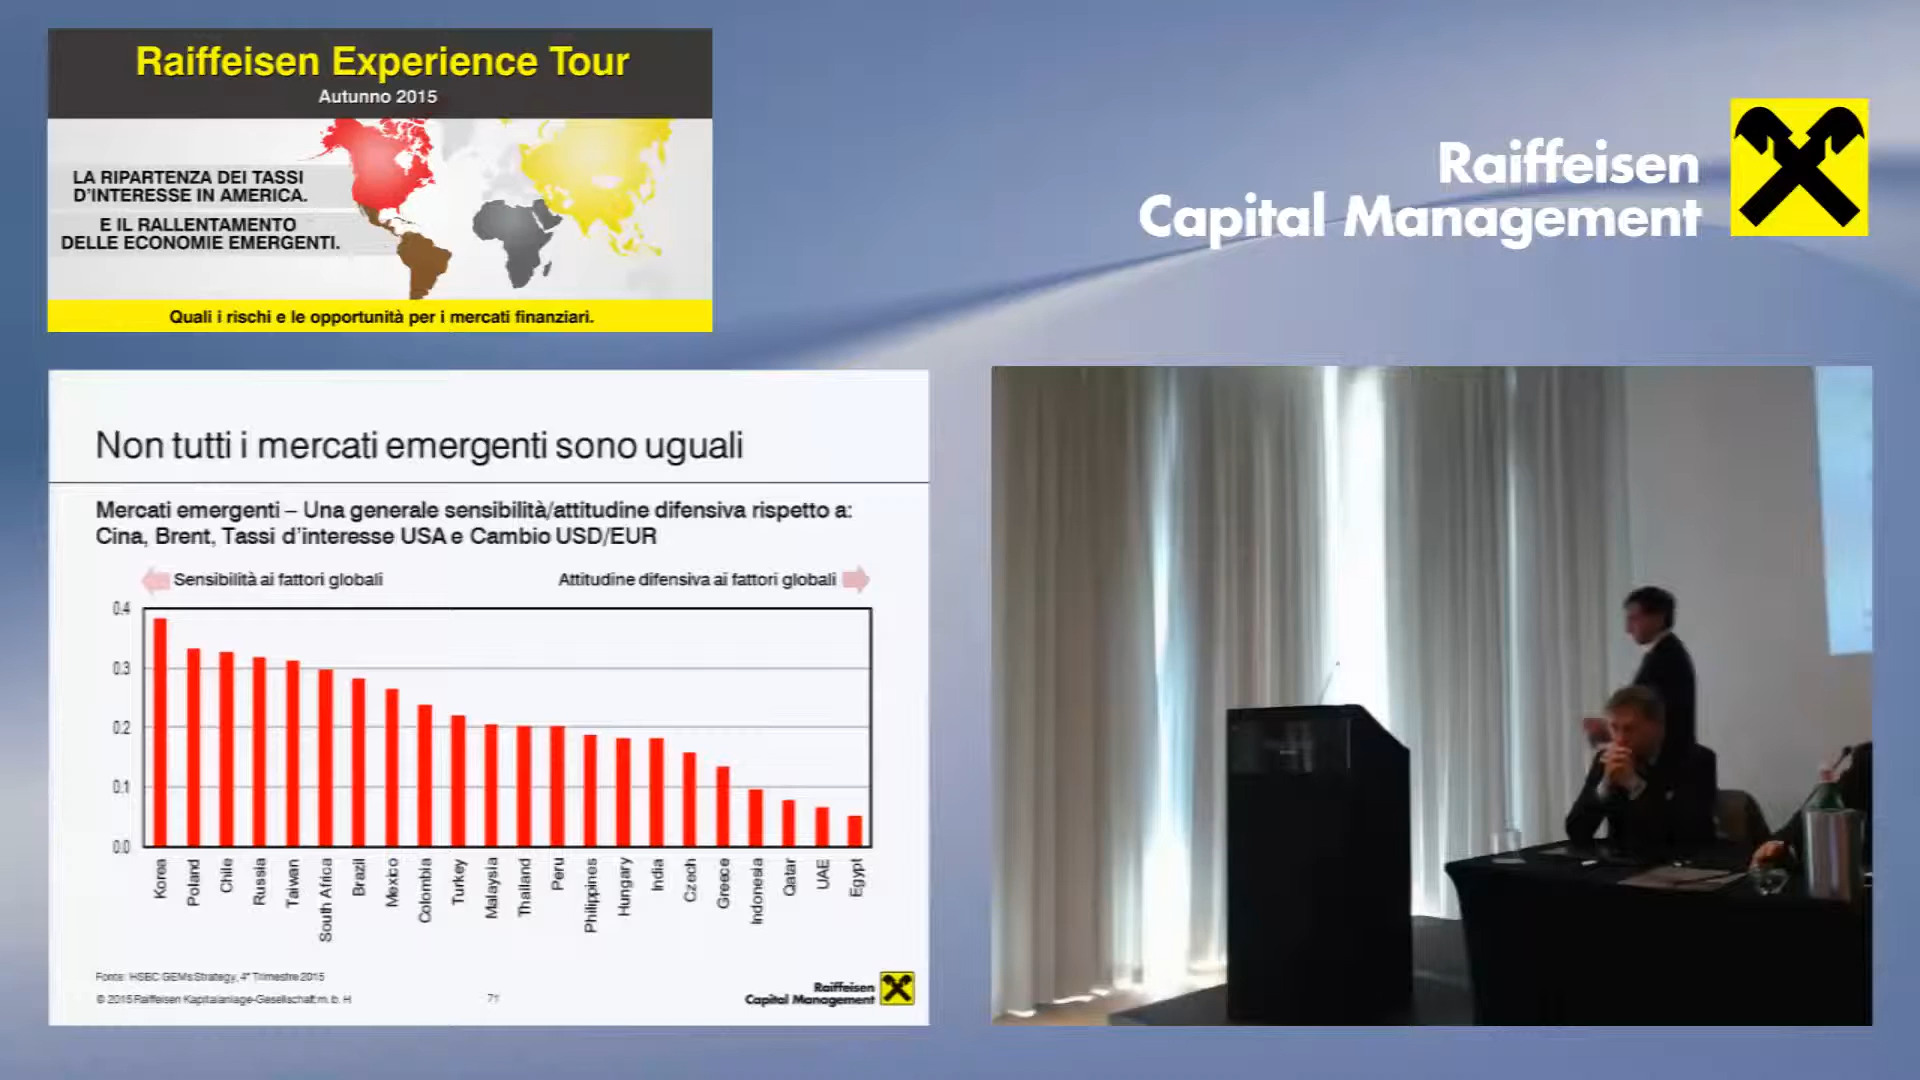 Raiffeisen Experience Tour
Autunno 2015
LA RIPARTENZA DEI TASSI
D'INTERESSE IN AMERICA.
E IL RALLENTAMENTO
DELLE ECONOMIE EMERGENTI.
Quali i rischi e le opportunità per i mercati finanziari.
Raiffeisen
Capital Management
Non tutti i mercati emergenti sono uguali
Mercati emergenti – Una generale sensibilità/attitudine difensiva rispetto a:
Cina, Brent, Tassi d'interesse USA e Cambio USD/EUR
Sensibilità ai fattori globali
Attitudine difensiva ai fattori globali
0.4
0.3
0.2
0.1
0.0
Korea
Poland
Chile
Russia
Taiwan
South Africa
Brazil
Mexico
Colombia
Turkey
Malaysia
Thailand
Peru
Philippines
Hungary
India
Czech
Greece
Indonesia
Qatar
UAE
Egypt
Fonte: HSBC GEMs Strategy, 4° Trimestre 2015
© 2015 Raiffeisen Kapitalanlage-Gesellschaft m. b. H
71
Raiffeisen
Capital Management